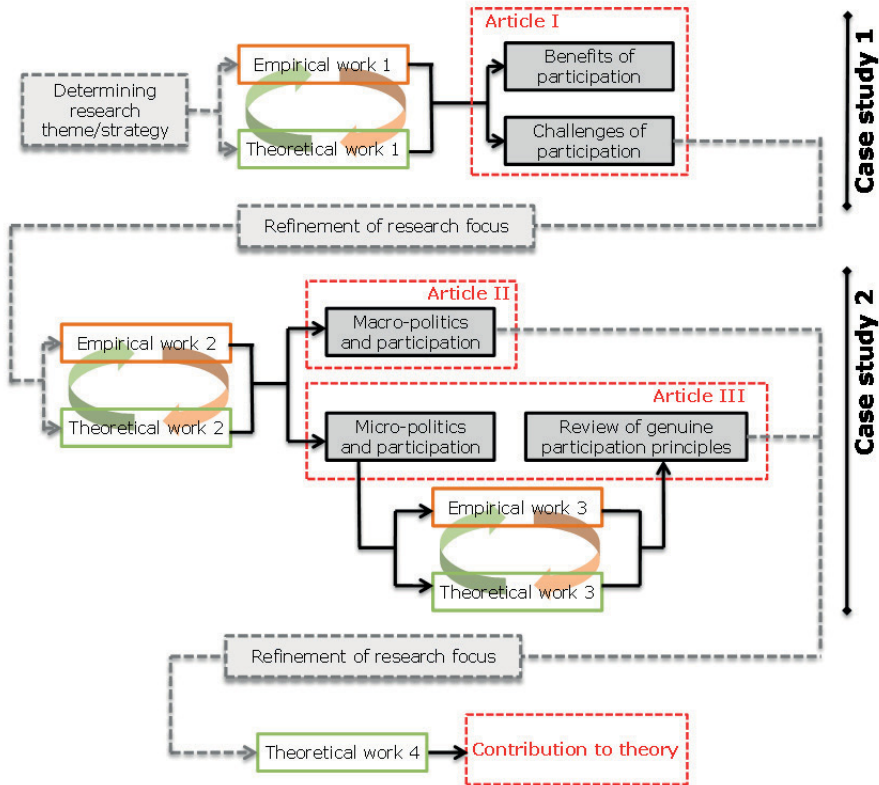 Article I
Case study 1
Empirical work 1
Benefits of
participation
Determining
research
theme/strategy
Theoretical work 1
Challenges of
participation
Refinement of research focus
Case study 2
Article II
Empirical work 2
Macro-politics
and participation
Article III
Theoretical work 2
Micro-politics
and participation
Review of genuine
participation principles
Empirical work 3
Theoretical work 3
Refinement of research focus
Theoretical work 4
Contribution to theory